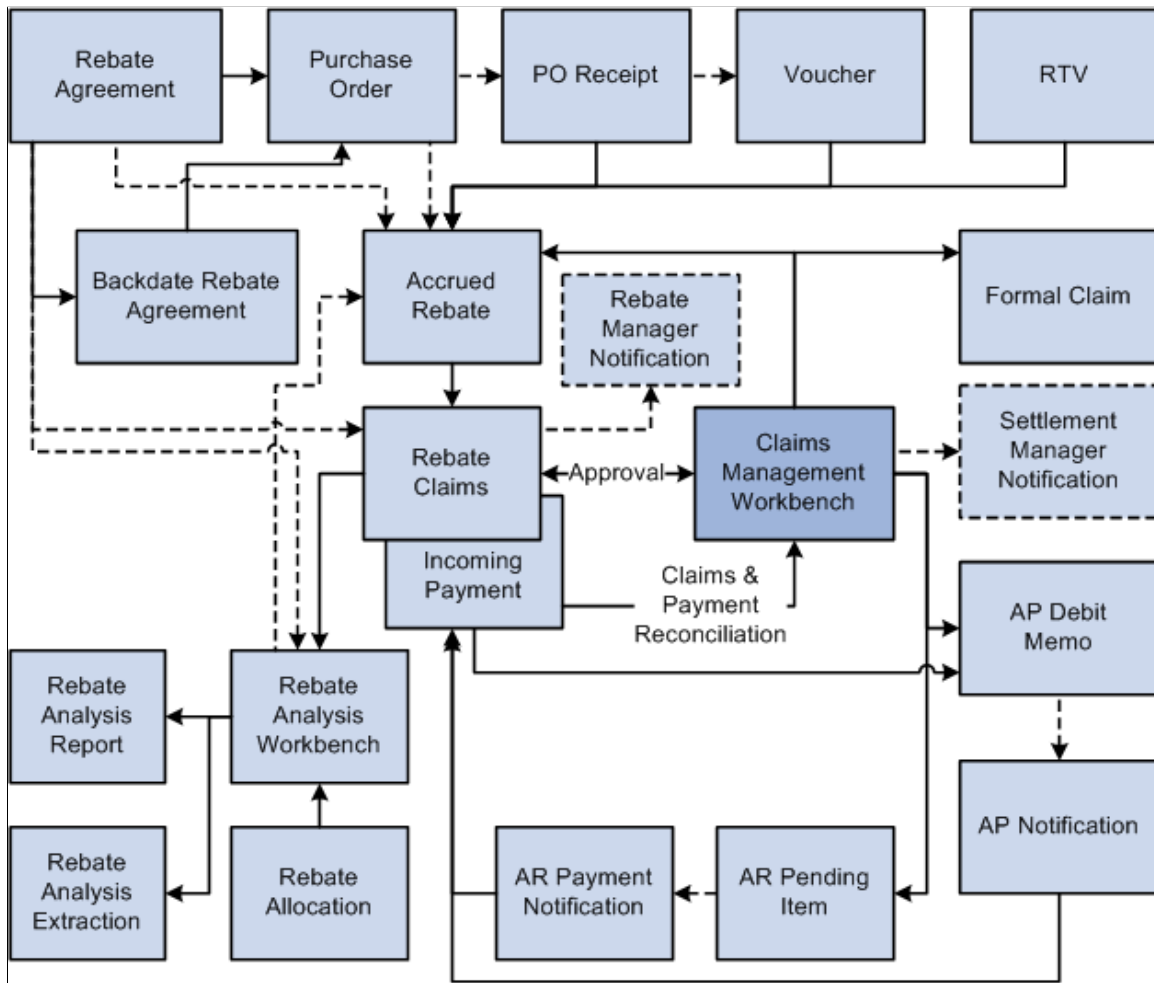 Rebate
Agreement
Purchase
Order
PO Receipt
Voucher
RTV
Backdate Rebate
Agreement
Accrued
Rebate
Rebate
Manager
Notification
Formal Claim
Rebate
Claims
Approval
Claims
Management
Workbench
Settlement
Manager
Notification
Incoming
Payment
Claims &
Payment
Reconciliation
AP Debit
Memo
Rebate
Analysis
Report
Rebate
Analysis
Workbench
AP Notification
Rebate
Analysis
Extraction
Rebate
Allocation
AR Payment
Notification
AR Pending
Item